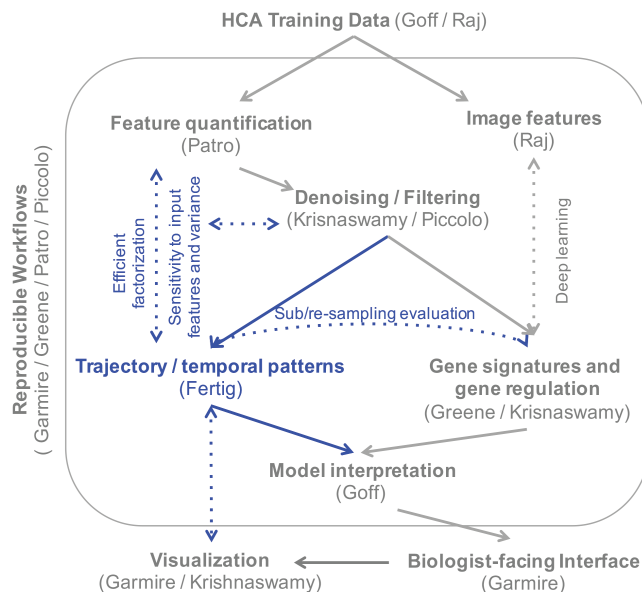 HCA Training Data (Goff / Raj)
Feature quantification
(Patro)
Image features
(Raj)
Denoising / Filtering
(Krisnaswamy / Piccolo)
Efficient
factorization
Sensitivity to input
features and variance
Deep learning
Sub/re-sampling evaluation
Reproducible Workflows
( Garmire / Greene / Patro / Piccolo)
Trajectory / temporal patterns
(Fertig)
Gene signatures and
gene regulation
(Greene / Krisnaswamy)
Model interpretation
(Goff)
Visualization
(Garmire / Krishnaswamy)
Biologist-facing Interface
(Garmire)